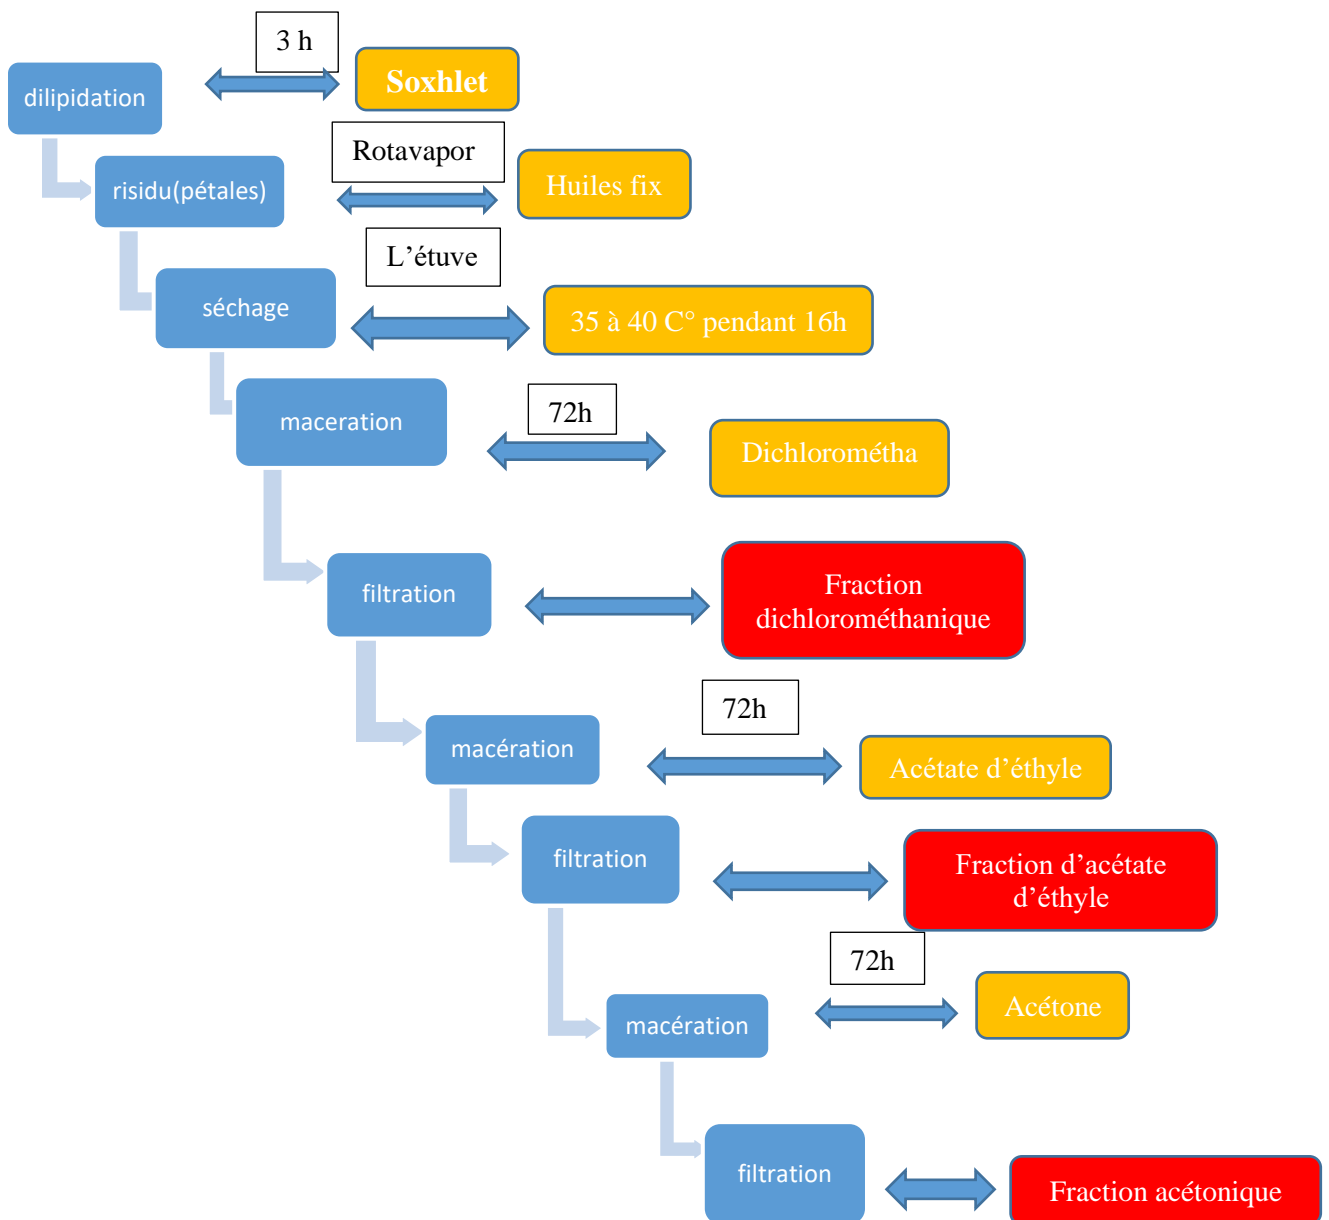 3 h
Soxhlet
dilipidation
Rotavapor
risidu(pétales)
Huiles fix
L’étuve
séchage
35 à 40 C° pendant 16h
72h
maceration
Dichlorométha
filtration
Fraction
dichlorométhanique
72h
macération
Acétate d’éthyle
filtration
Fraction d’acétate
d’éthyle
72h
macération
Acétone
filtration
Fraction acétonique